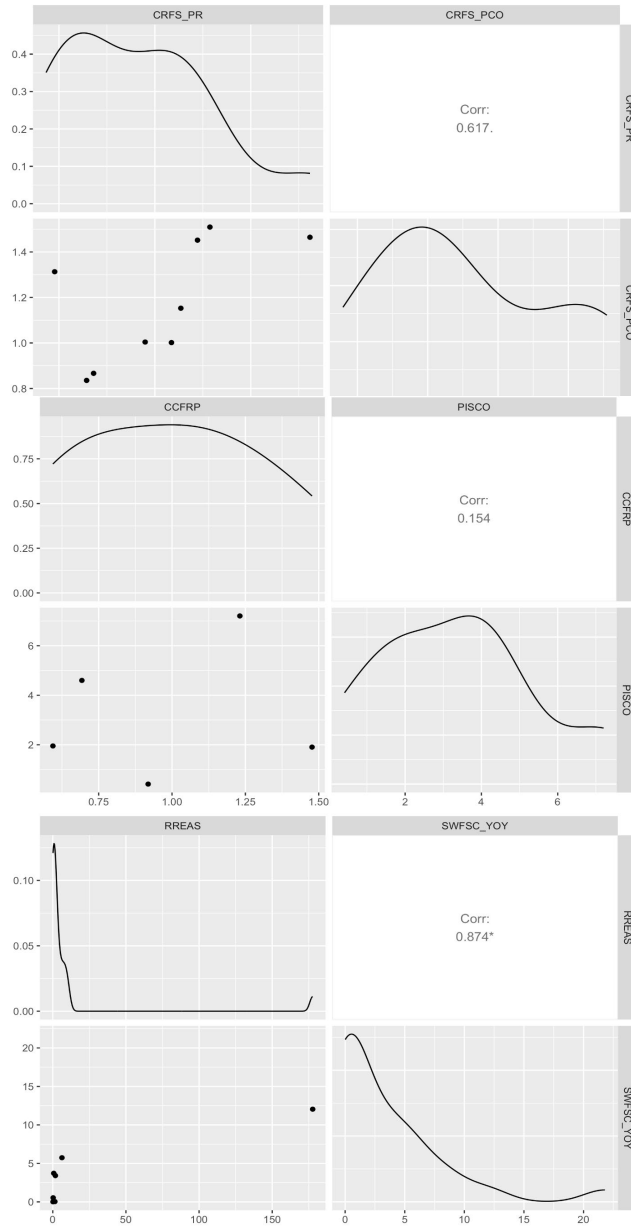 CRFS_PR
CRFS_PCO
0.4
0.3
0.2
0.1
0.0
Corr:
0.617.
CRFS_PR
1.4
1.2
1.0
0.8
CRFS_PCO
CCFRP
PISCO
0.75
0.50
0.25
0.00
Corr:
0.154
CCFRP
6
4
2
PISCO
0.75 1.00 1.25 1.50
2 4 6
RREAS
SWFSC_YOY
0.10
0.05
0.00
Corr:
0.874*
RREAS
20
15
10
5
0
SWFSC_YOY
0 50 100 150
0 5 10 15 20